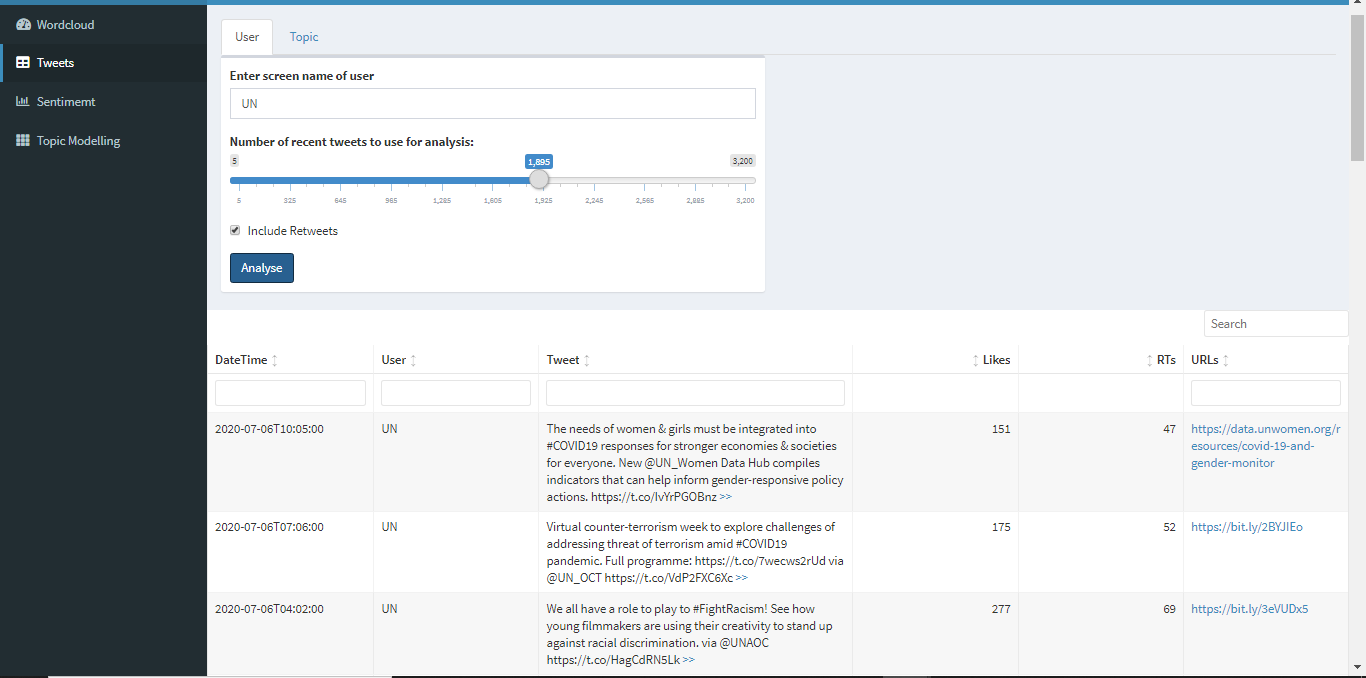 Wordcloud
Tweets
Sentimemt
Topic Modelling
User
Topic
Enter screen name of user
UN
Number of recent tweets to use for analysis:
5
1,895
3,200
5
325
645
965
1,285
1,605
1,925
2,245
2,565
2,885
3,200
Include Retweets
Analyse
Search
DateTime
User
Tweet
Likes
RTs
URLs
2020-07-06T10:05:00
UN
The needs of women & girls must be integrated into
#COVID19 responses for stronger economies & societies
for everyone. New @UN_Women Data Hub compiles
indicators that can help inform gender-responsive policy
actions. https://t.co/IvYrPGOBnz >>
151
47
https://data.unwomen.org/r
esources/covid-19-and-
gender-monitor
2020-07-06T07:06:00
UN
Virtual counter-terrorism week to explore challenges of
addressing threat of terrorism amid #COVID19
pandemic. Full programme: https://t.co/7wecws2rUd via
@UN_OCT https://t.co/VdP2FXC6Xc >>
175
52
https://bit.ly/2BYJIEo
2020-07-06T04:02:00
UN
We all have a role to play to #FightRacism! See how
young filmmakers are using their creativity to stand up
against racial discrimination. via @UNAOC
https://t.co/HagCdRN5Lk >>
277
69
https://bit.ly/3eVUDx5